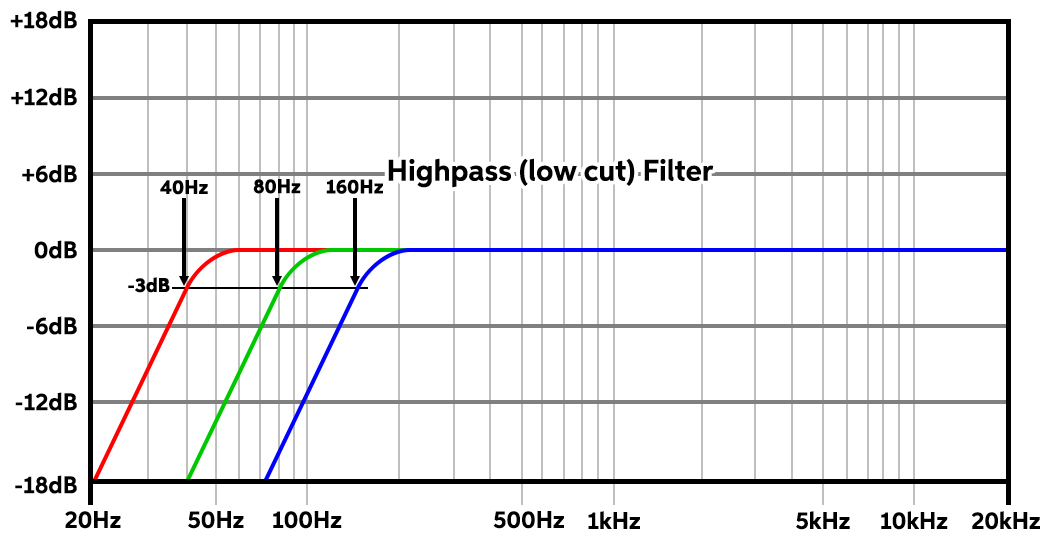 +18dB
+12dB
+6dB
Highpass (low cut) Filter
40Hz
80Hz
160Hz
0dB
-3dB
-6dB
-12dB
-18dB
20Hz
50Hz
100Hz
500Hz
1kHz
5kHz
10kHz
20kHz